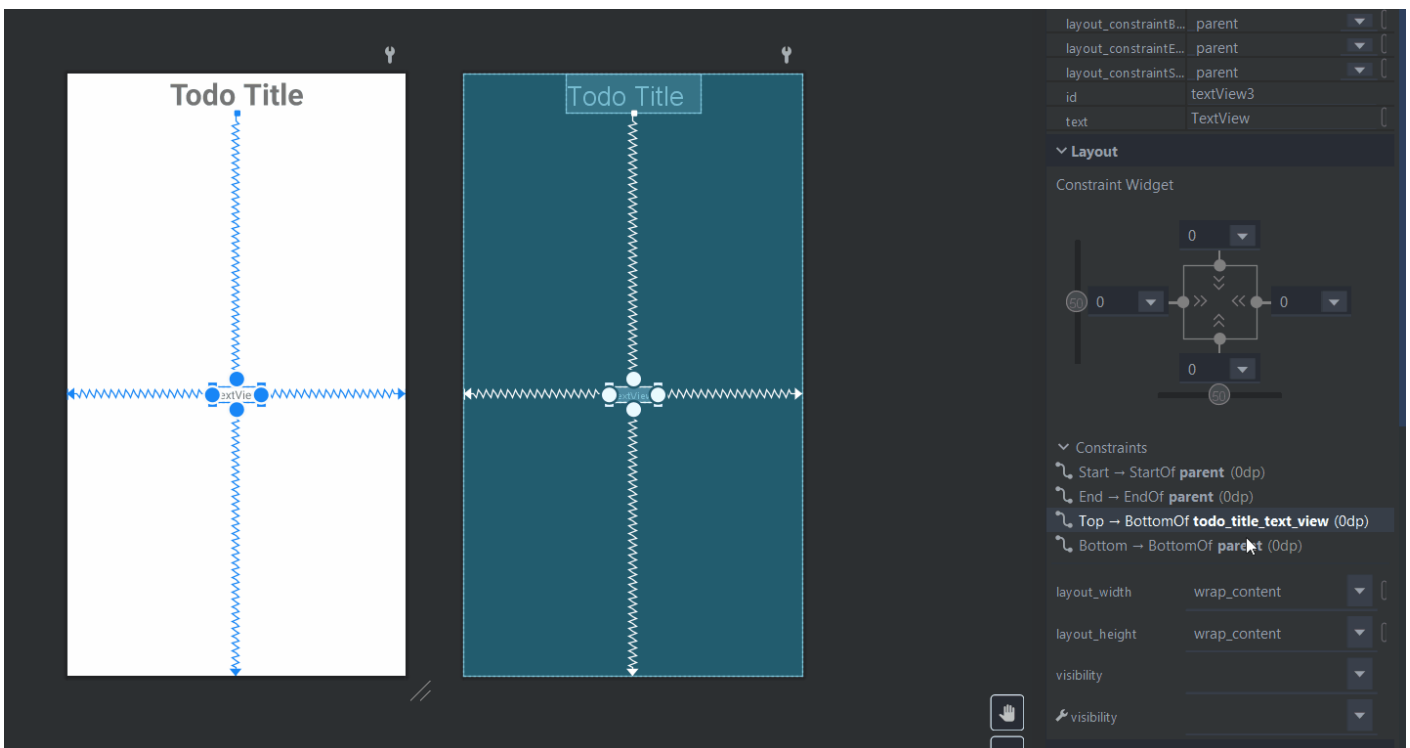 Todo Title
extVie
Todo Title
extView
layout_constraintB... parent
layout_constraintE... parent
layout_constraintS... parent
id textView3
text TextView
Layout
Constraint Widget
0
50 0 0
0
50
Constraints
Start → StartOf parent (0dp)
End → EndOf parent (0dp)
Top → BottomOf todo_title_text_view (0dp)
Bottom → BottomOf parent (0dp)
layout_width wrap_content
layout_height wrap_content
visibility
visibility